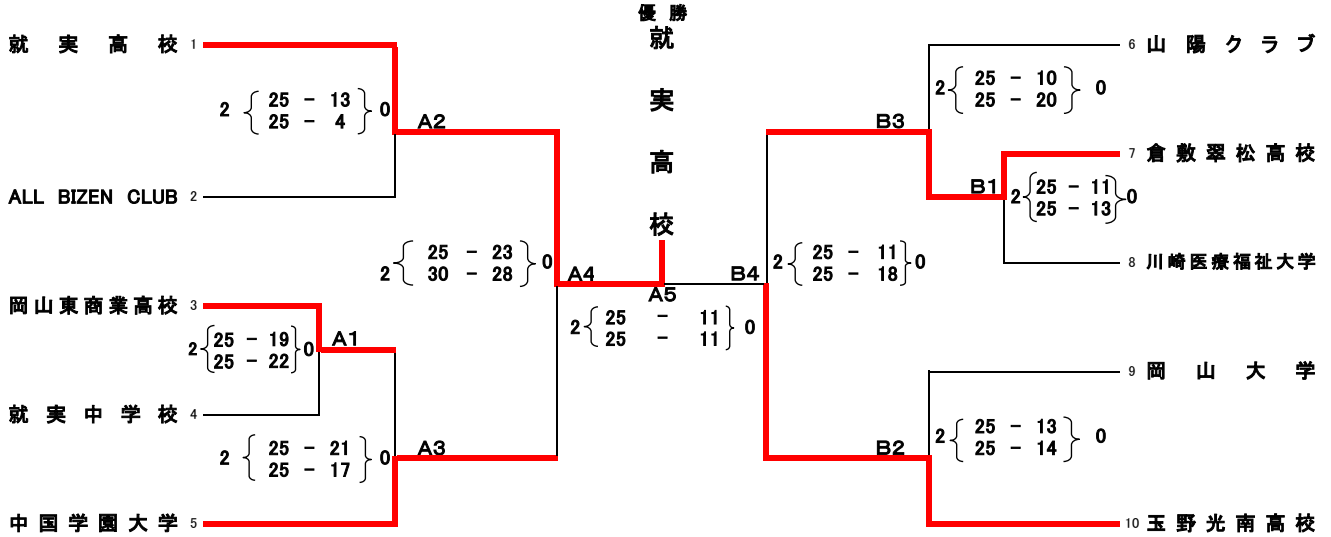 優勝
就実高校
就実高校 1
2 { 25 － 13 } 0
25 － 4
A2
ALL BIZEN CLUB 2
2 { 25 － 23 } 0
30 － 28
A4
岡山東商業高校 3
2 { 25 － 19 } 0
25 － 22
A1
就実中学校 4
2 { 25 － 21 } 0
25 － 17
A3
中国学園大学 5
A5
2 { 25 － 11 } 0
25 － 11
6 山陽クラブ
2 { 25 － 10 } 0
25 － 20
B3
7 倉敷翠松高校
B1
2 { 25 － 11 } 0
25 － 13
8 川崎医療福祉大学
B4
2 { 25 － 11 } 0
25 － 18
9 岡山大学
2 { 25 － 13 } 0
25 － 14
B2
10 玉野光南高校